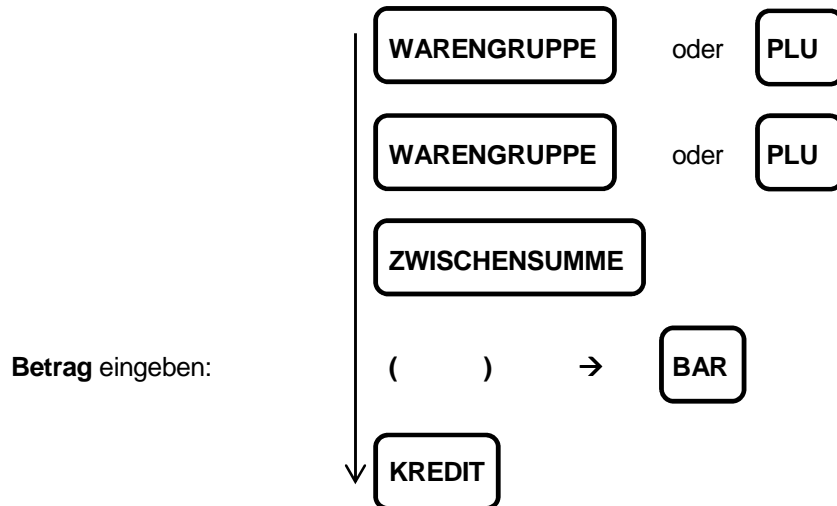 WARENGRUPPE oder PLU
WARENGRUPPE oder PLU
ZWISCHENSUMME
Betrag eingeben: ( ) → BAR
KREDIT